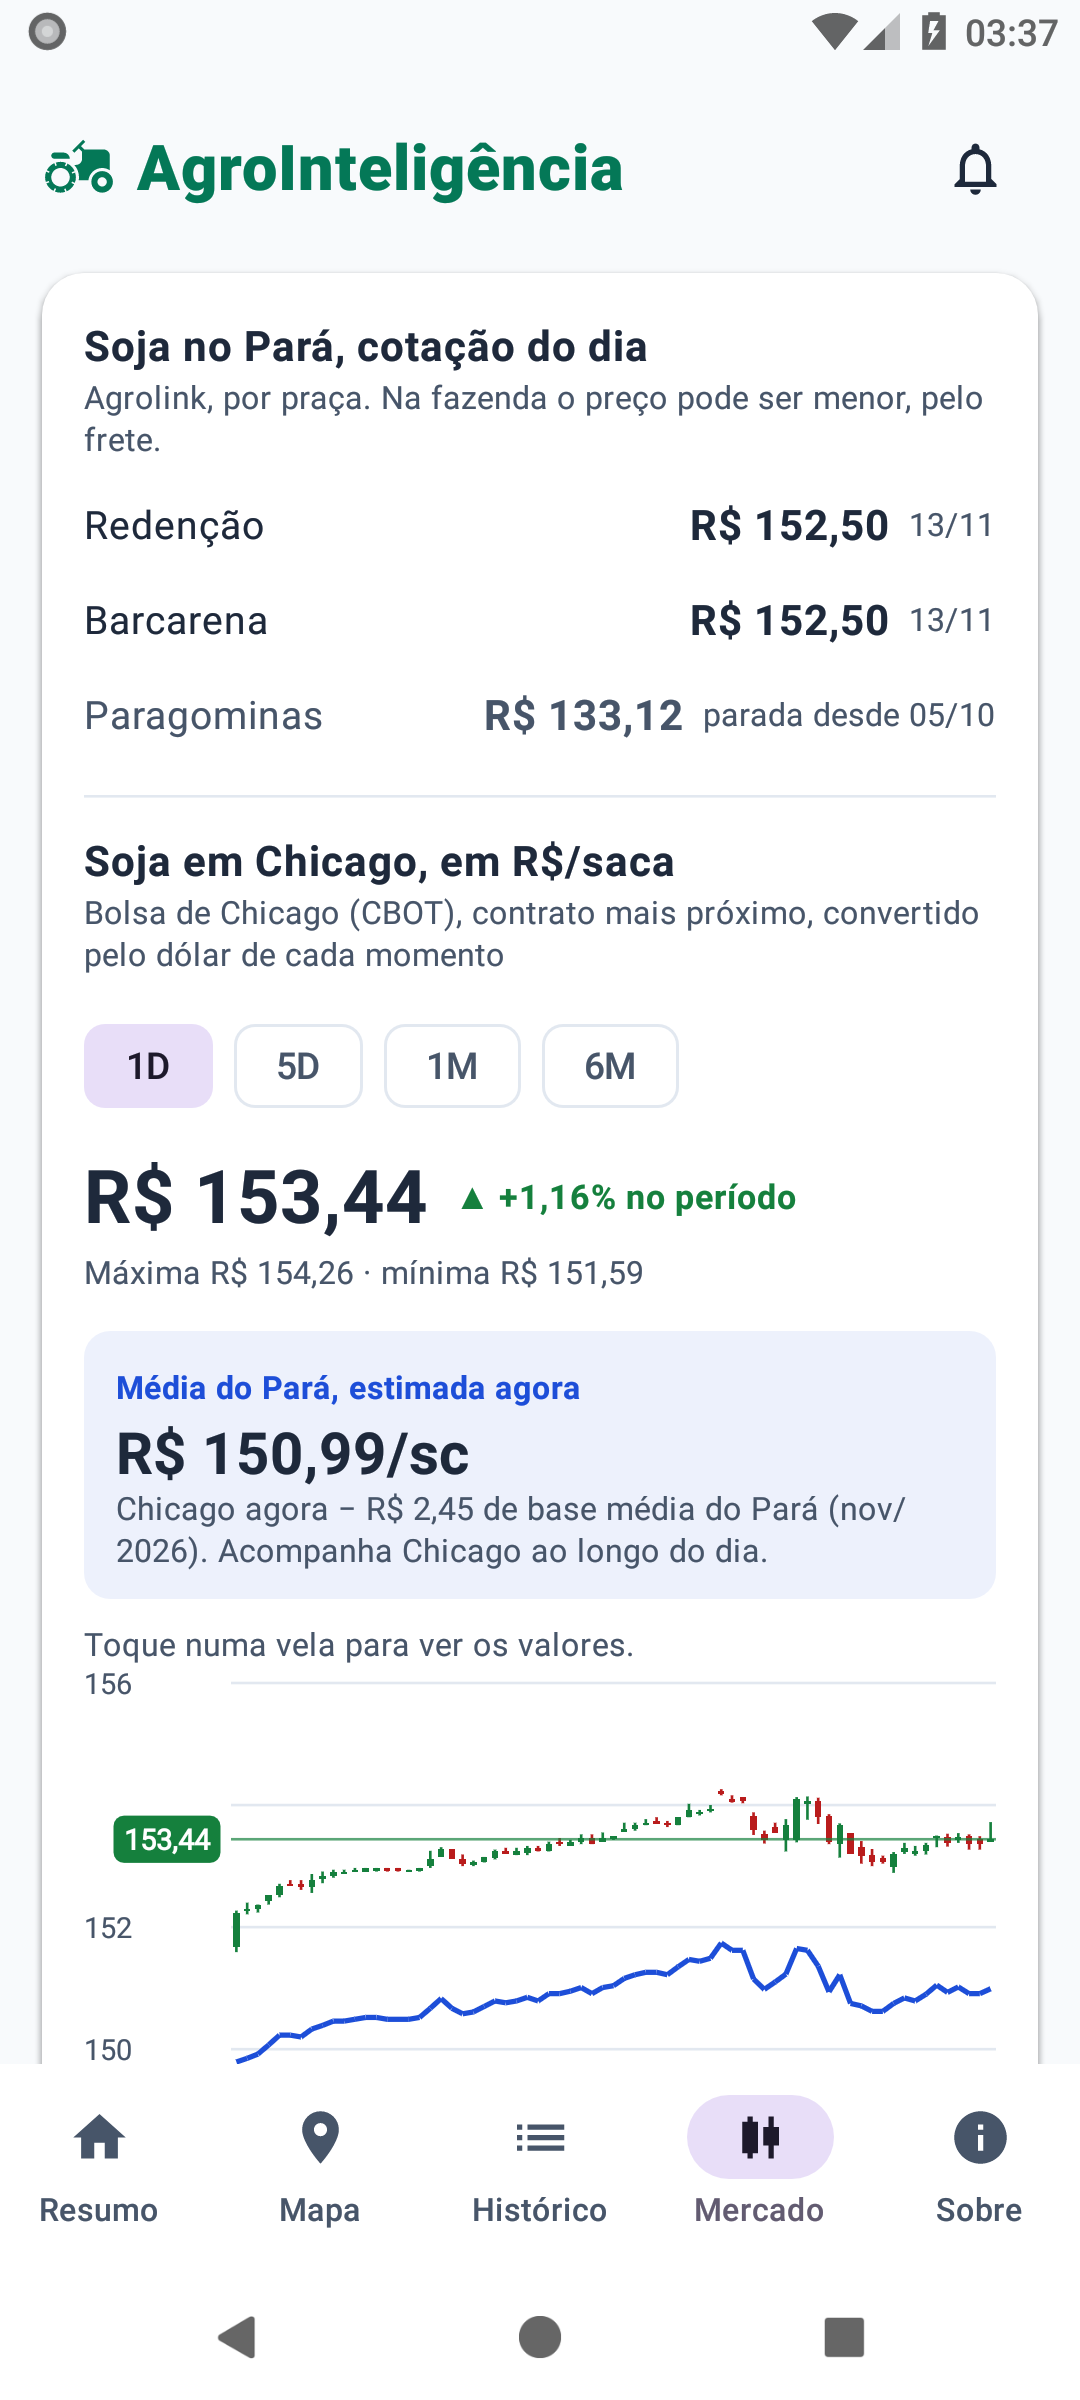 03:37
AgroInteligência
Soja no Pará, cotação do dia
Agrolink, por praça. Na fazenda o preço pode ser menor, pelo
frete.
Redenção R$ 152,50 13/11
Barcarena R$ 152,50 13/11
Paragominas R$ 133,12 parada desde 05/10
Soja em Chicago, em R$/saca
Bolsa de Chicago (CBOT), contrato mais próximo, convertido
pelo dólar de cada momento
1D 5D 1M 6M
R$ 153,44 ▲ +1,16% no período
Máxima R$ 154,26 · mínima R$ 151,59
Média do Pará, estimada agora
R$ 150,99/sc
Chicago agora − R$ 2,45 de base média do Pará (nov/
2026). Acompanha Chicago ao longo do dia.
Toque numa vela para ver os valores.
156
153,44
152
150
Resumo Mapa Histórico Mercado Sobre